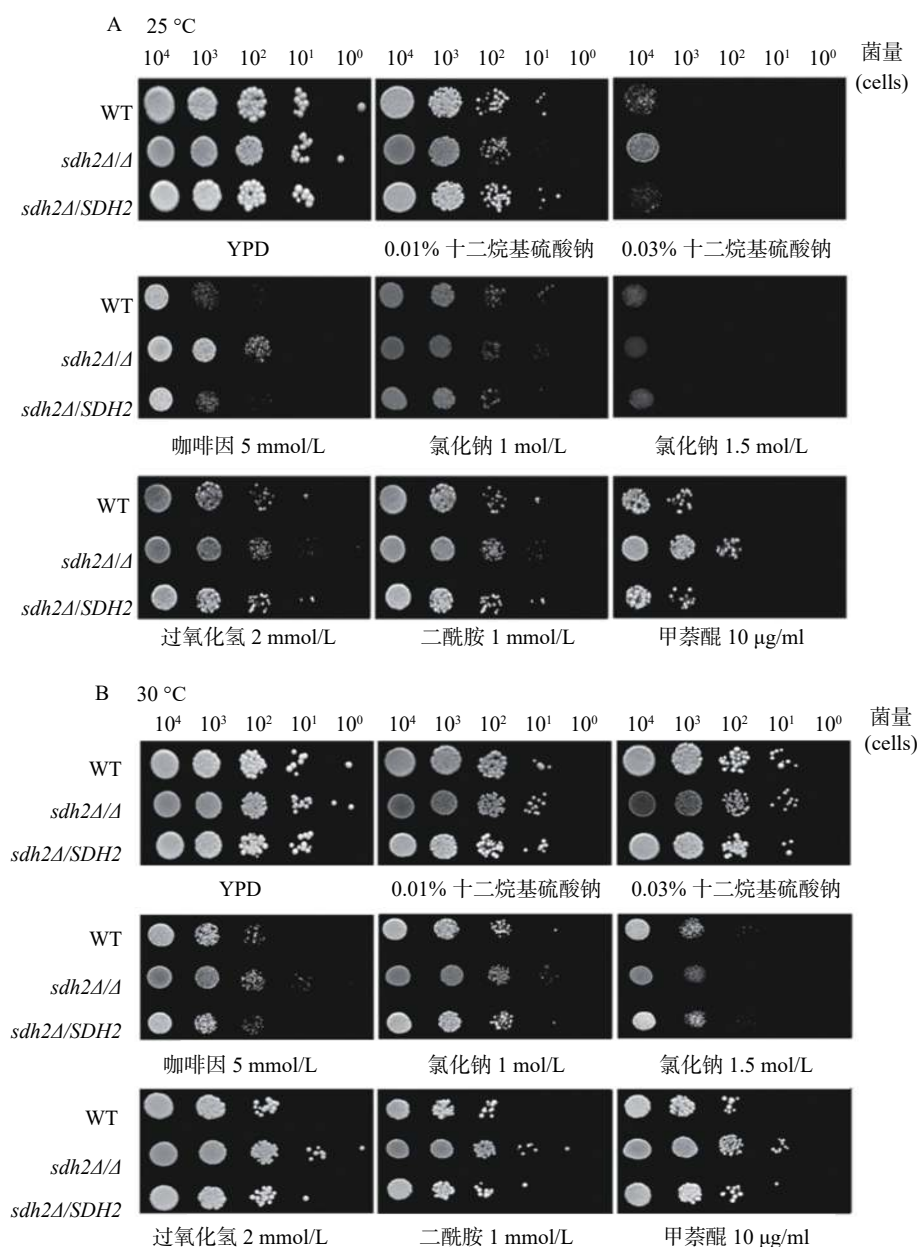 A 25 °C
10⁴ 10³ 10² 10¹ 10⁰ 10⁴ 10³ 10² 10¹ 10⁰ 10⁴ 10³ 10² 10¹ 10⁰ 菌量
(cells)
WT
sdh2Δ/Δ
sdh2Δ/SDH2
YPD 0.01% 十二烷基硫酸钠 0.03% 十二烷基硫酸钠
WT
sdh2Δ/Δ
sdh2Δ/SDH2
咖啡因 5 mmol/L 氯化钠 1 mol/L 氯化钠 1.5 mol/L
WT
sdh2Δ/Δ
sdh2Δ/SDH2
过氧化氢 2 mmol/L 二酰胺 1 mmol/L 甲萘醌 10 μg/ml
B 30 °C
10⁴ 10³ 10² 10¹ 10⁰ 10⁴ 10³ 10² 10¹ 10⁰ 10⁴ 10³ 10² 10¹ 10⁰ 菌量
(cells)
WT
sdh2Δ/Δ
sdh2Δ/SDH2
YPD 0.01% 十二烷基硫酸钠 0.03% 十二烷基硫酸钠
WT
sdh2Δ/Δ
sdh2Δ/SDH2
咖啡因 5 mmol/L 氯化钠 1 mol/L 氯化钠 1.5 mol/L
WT
sdh2Δ/Δ
sdh2Δ/SDH2
过氧化氢 2 mmol/L 二酰胺 1 mmol/L 甲萘醌 10 μg/ml